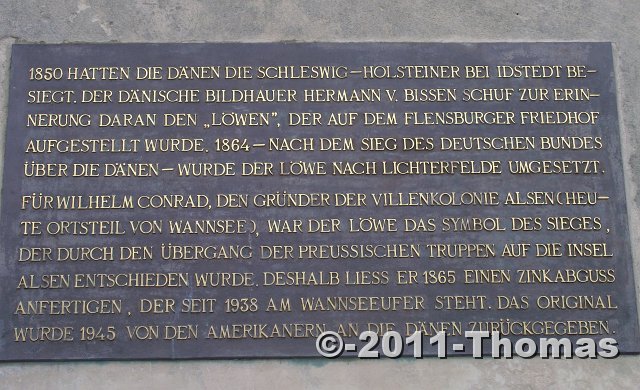 1850 HATTEN DIE DÄNEN DIE SCHLESWIG-HOLSTEINER BEI IDSTEDT BE-
SIEGT. DER DÄNISCHE BILDHAUER HERMANN V. BISSEN SCHUF ZUR ERIN-
NERUNG DARAN DEN „LÖWEN", DER AUF DEM FLENSBURGER FRIEDHOF
AUFGESTELLT WURDE. 1864-NACH DEM SIEG DES DEUTSCHEN BUNDES
ÜBER DIE DÄNEN-WURDE DER LÖWE NACH LICHTERFELDE UMGESETZT.
FÜR WILHELM CONRAD, DEN GRÜNDER DER VILLENKOLONIE ALSEN (HEU-
TE ORTSTEIL VON WANNSEE), WAR DER LÖWE DAS SYMBOL DES SIEGES,
DER DURCH DEN ÜBERGANG DER PREUSSISCHEN TRUPPEN AUF DIE INSEL
ALSEN ENTSCHIEDEN WURDE. DESHALB LIESS ER 1865 EINEN ZINKABGUSS
ANFERTIGEN, DER SEIT 1938 AM WANNSEEUFER STEHT. DAS ORIGINAL
WURDE 1945 VON DEN AMERIKANERN AN DIE DÄNEN ZURÜCKGEGEBEN.
©-2011-Thomas